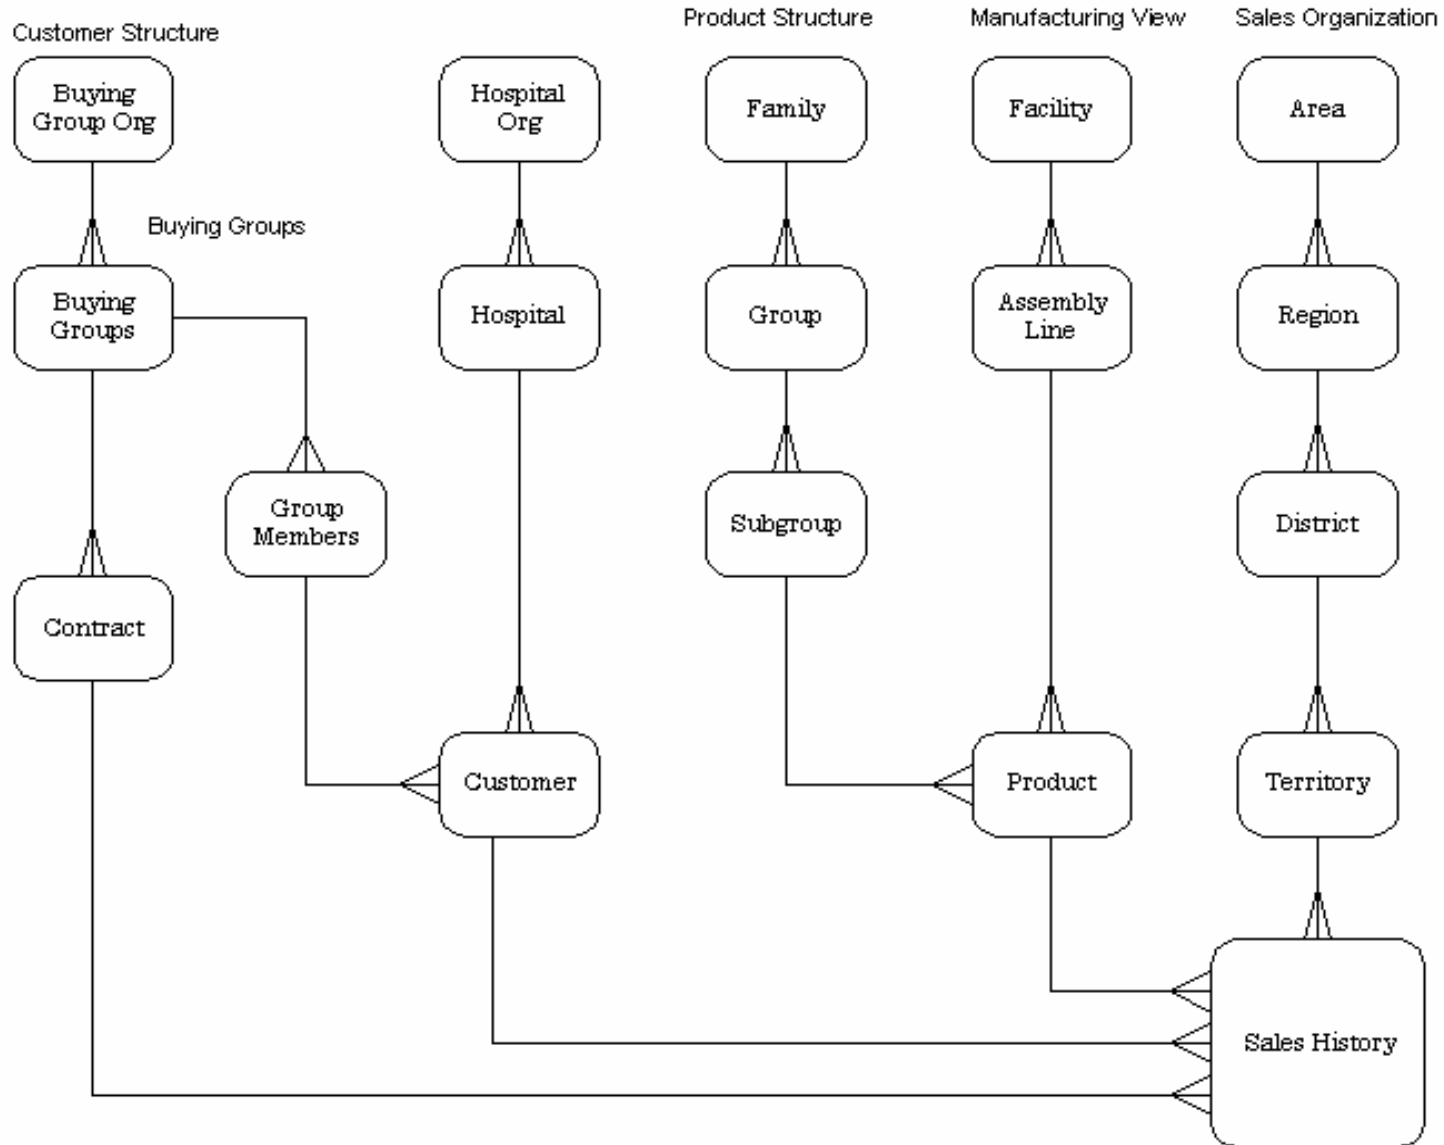 Customer Structure
Product Structure
Manufacturing View
Sales Organization
Buying
Group Org
Hospital
Org
Family
Facility
Area
Buying Groups
Buying
Groups
Hospital
Group
Assembly
Line
Region
Group
Members
Subgroup
District
Contract
Customer
Product
Territory
Sales History